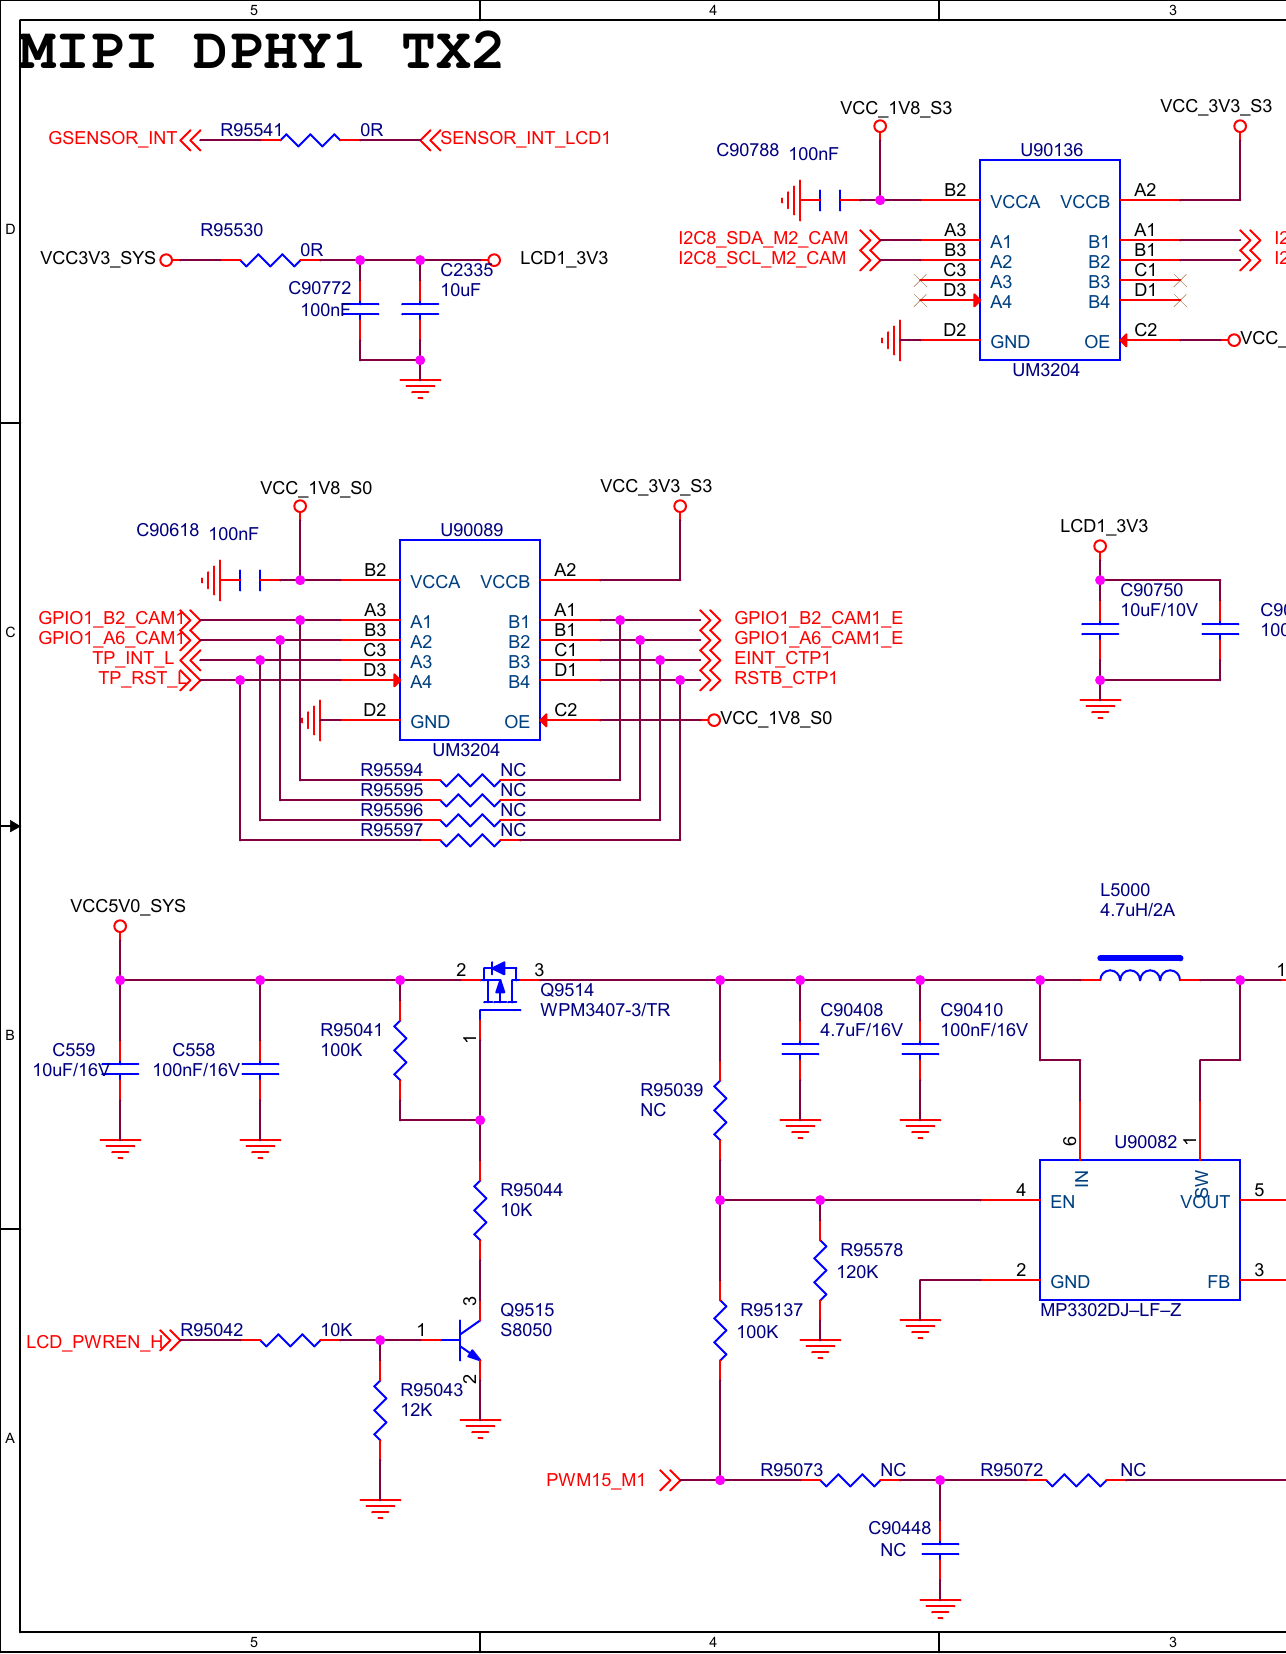 5 4 3
MIPI DPHY1 TX2
GSENSOR_INT R95541 0R SENSOR_INT_LCD1
VCC_1V8_S3 VCC_3V3_S3
C90788 100nF U90136
B2 VCCA VCCB A2
D
R95530
I2C8_SDA_M2_CAM A3 A1 B1 A1
I2C8_SCL_M2_CAM B3 A2 B2 B1
VCC3V3_SYS 0R LCD1_3V3
C3 A3 B3 C1
C2335
10uF
C90772
100nF
D3 A4 B4 D1
D2 GND OE C2
UM3204
VCC_1V8_S0 VCC_3V3_S3
C90618 100nF U90089
LCD1_3V3
B2 VCCA VCCB A2
C90750
10uF/10V
GPIO1_B2_CAM1 A3 A1 B1 A1 GPIO1_B2_CAM1_E
C
GPIO1_A6_CAM1 B3 A2 B2 B1 GPIO1_A6_CAM1_E
TP_INT_L C3 A3 B3 C1 EINT_CTP1
TP_RST_L D3 A4 B4 D1 RSTB_CTP1
D2 GND OE C2 VCC_1V8_S0
UM3204
R95594 NC
R95595 NC
R95596 NC
R95597 NC
VCC5V0_SYS
L5000
4.7uH/2A
2 3 1
Q9514
WPM3407-3/TR
1
R95041
100K
C90408
4.7uF/16V
C90410
100nF/16V
B
C559
10uF/16V
C558
100nF/16V
R95039
NC
6 U90082 1
IN SW
R95044
10K
4 EN VOUT 5
R95578
120K
2 GND FB 3
MP3302DJ–LF–Z
3
Q9515
S8050
R95137
100K
LCD_PWREN_H R95042 10K 1
2
R95043
12K
A
PWM15_M1 R95073 NC R95072 NC
C90448
NC
5 4 3